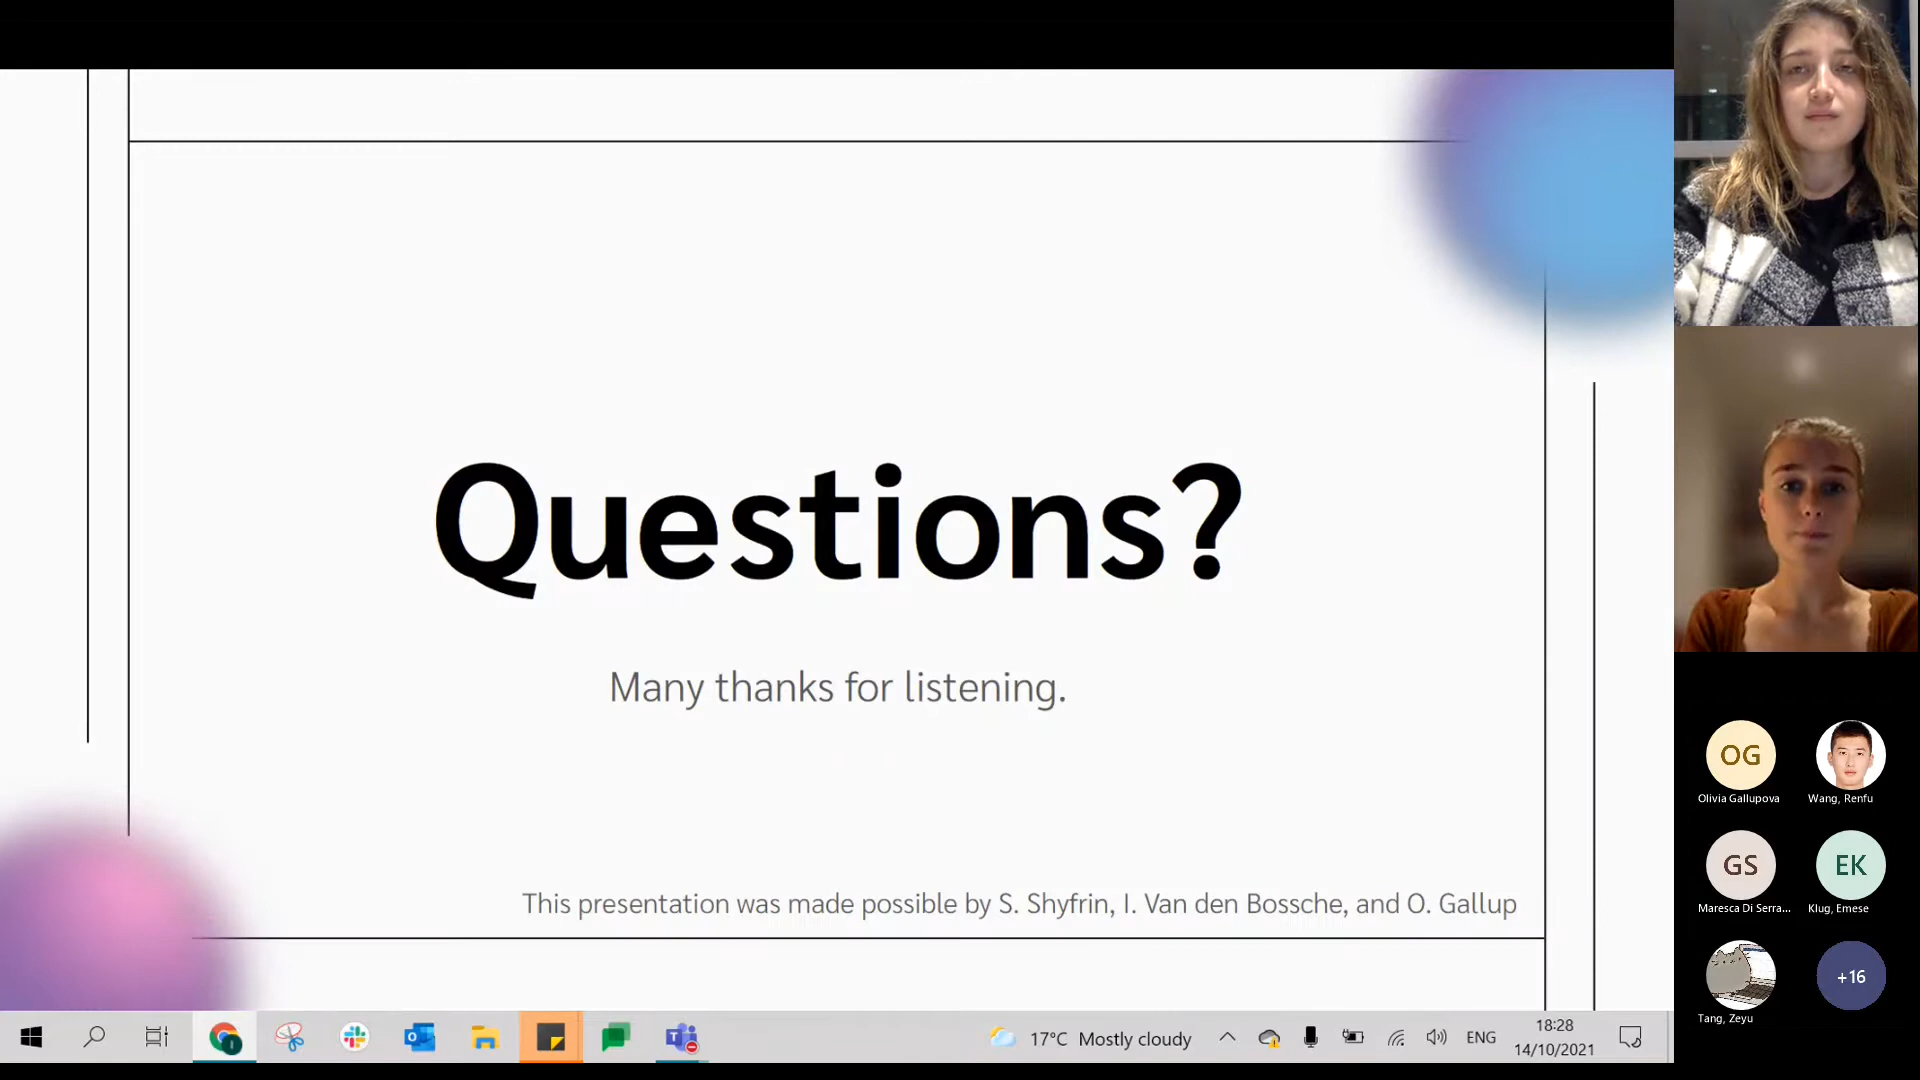 Questions?
Many thanks for listening.
This presentation was made possible by S. Shyfrin, I. Van den Bossche, and O. Gallup
OG
Olivia Gallupova
Wang, Renfu
GS
EK
Maresca Di Serra...
Klug, Emese
+16
Tang, Zeyu
17°C Mostly cloudy
ENG
18:28
14/10/2021